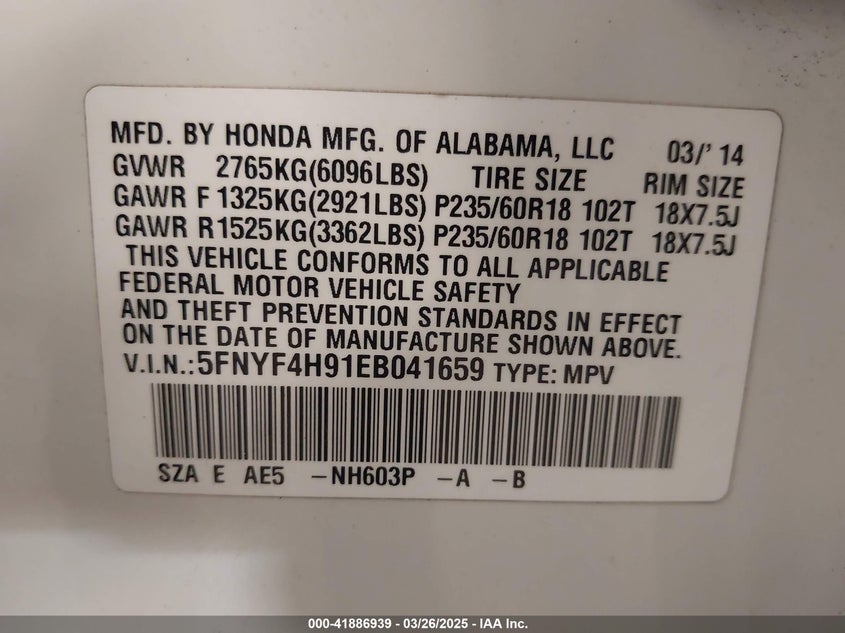 MFD. BY HONDA MFG. OF ALABAMA, LLC 03/' 14
GVWR 2765KG(6096LBS) TIRE SIZE RIM SIZE
GAWR F 1325KG(2921LBS) P235/60R18 102T 18X7.5J
GAWR R1525KG(3362LBS) P235/60R18 102T 18X7.5J
THIS VEHICLE CONFORMS TO ALL APPLICABLE
FEDERAL MOTOR VEHICLE SAFETY
AND THEFT PREVENTION STANDARDS IN EFFECT
ON THE DATE OF MANUFACTURE SHOWN ABOVE.
V.I.N.:5FNYF4H91EB041659 TYPE: MPV
SZA E AE5 -NH603P -A -B
000-41886939 - 03/26/2025 - IAA Inc.